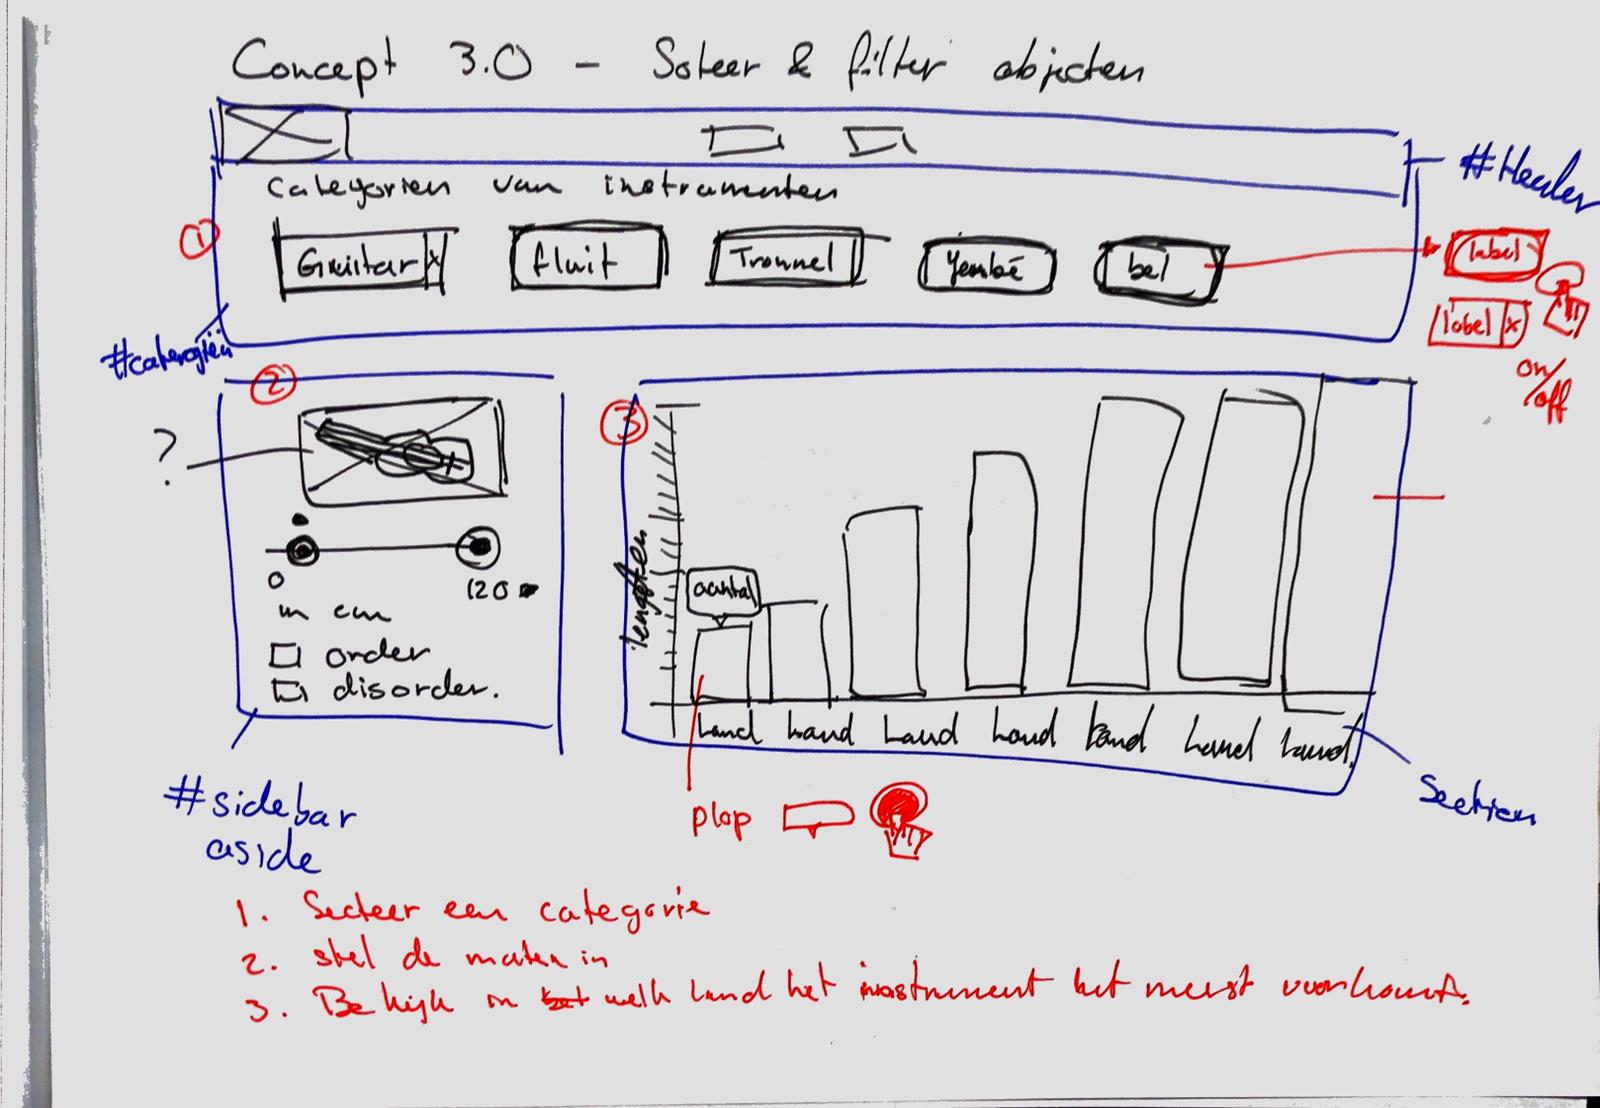 Concept 3.0 - Soteer & filter objecten
#Header
Categorien van instrumenten
1
Guitar x
fluit
Trommel
Yembé
bel
label
label x
on/off
#categorieën
2
?
0
120
in cm
order
disorder.
3
lengten
aantal
Land Land Land Land Land Land Land.
Section
plop
#sidebar
aside
1. Secteer een categorie
2. stel de maten in
3. Bekijk in welk land het instrument het meest voorkomt.